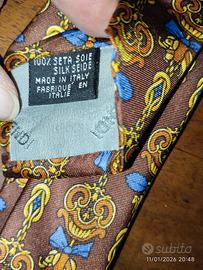 100% SETA SOIE
SILK SEIDE
MADE IN ITALY
FABRIQUÉ EN
ITALIE
subito
11/01/2026 20:48